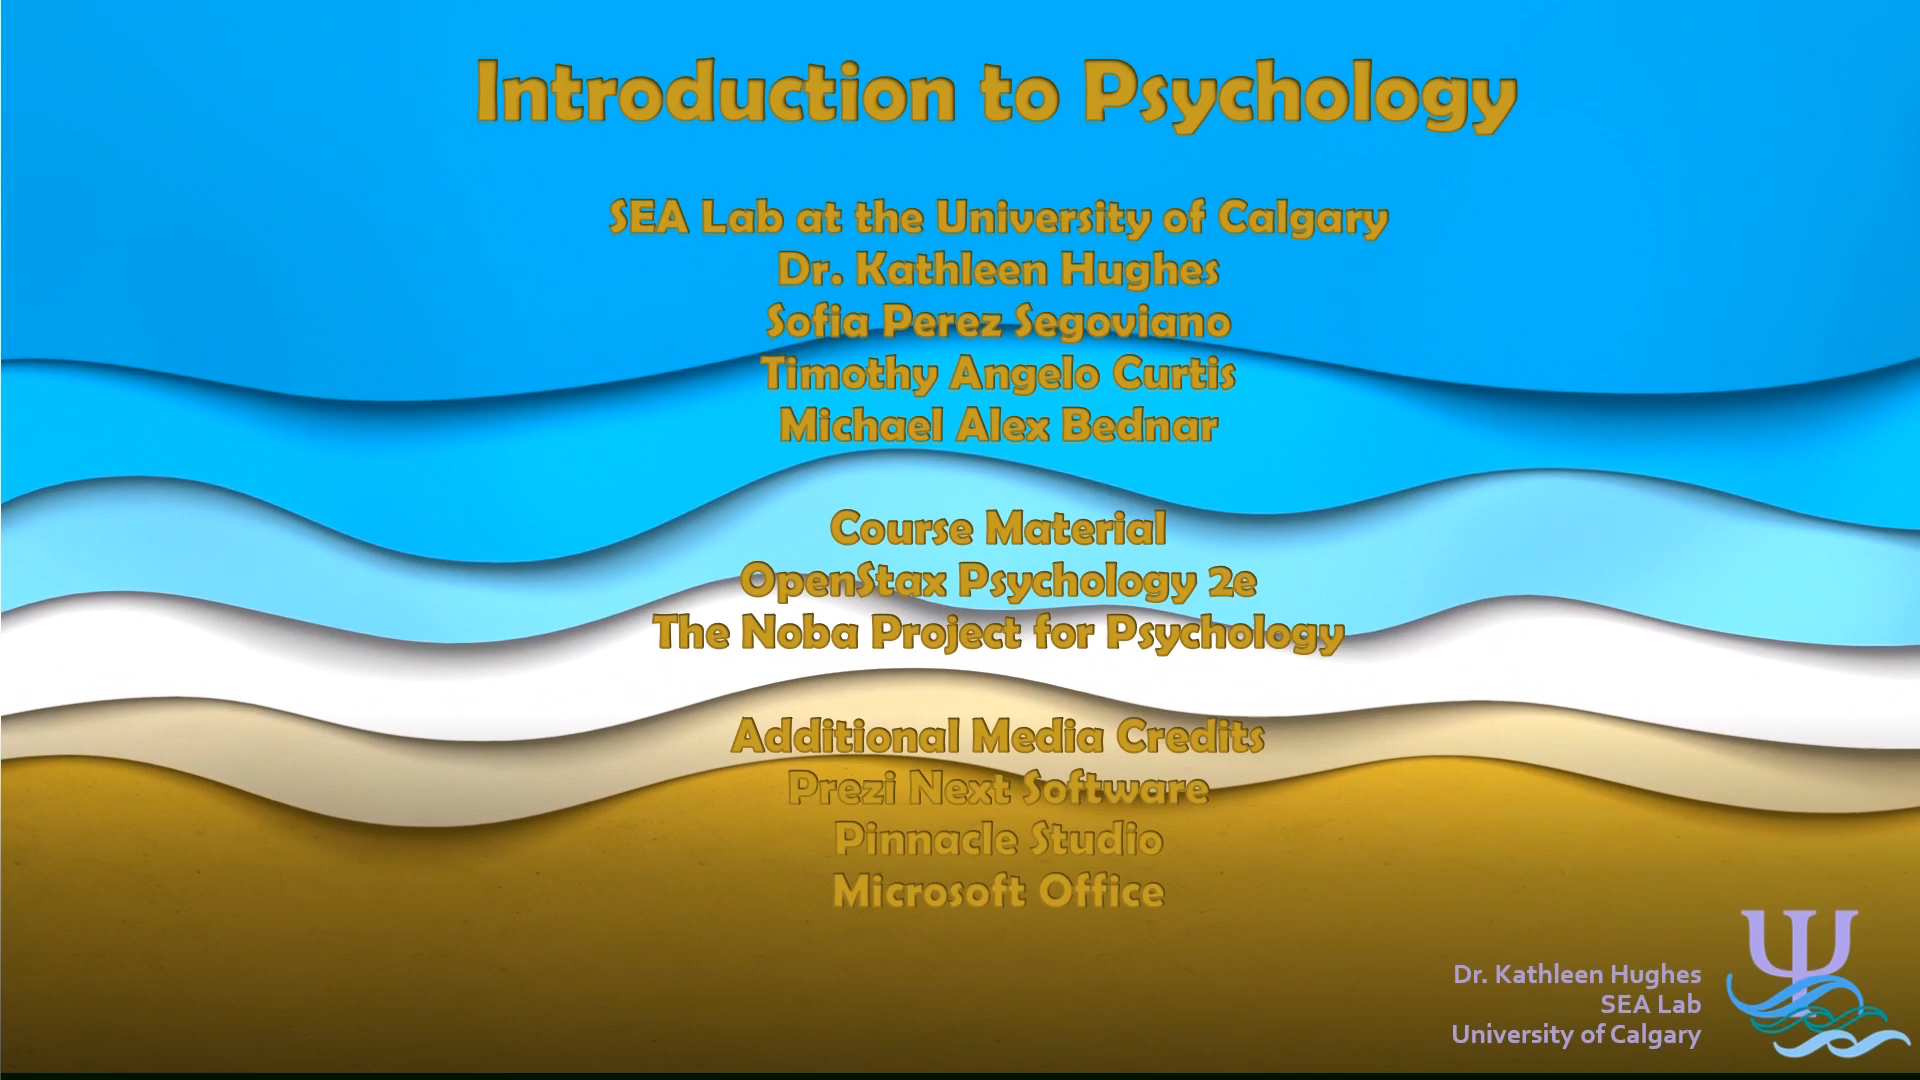 Introduction to Psychology
SEA Lab at the University of Calgary
Dr. Kathleen Hughes
Sofia Perez Segoviano
Timothy Angelo Curtis
Michael Alex Bednar
Course Material
OpenStax Psychology 2e
The Noba Project for Psychology
Additional Media Credits
Prezi Next Software
Pinnacle Studio
Microsoft Office
Dr. Kathleen Hughes
SEA Lab
University of Calgary